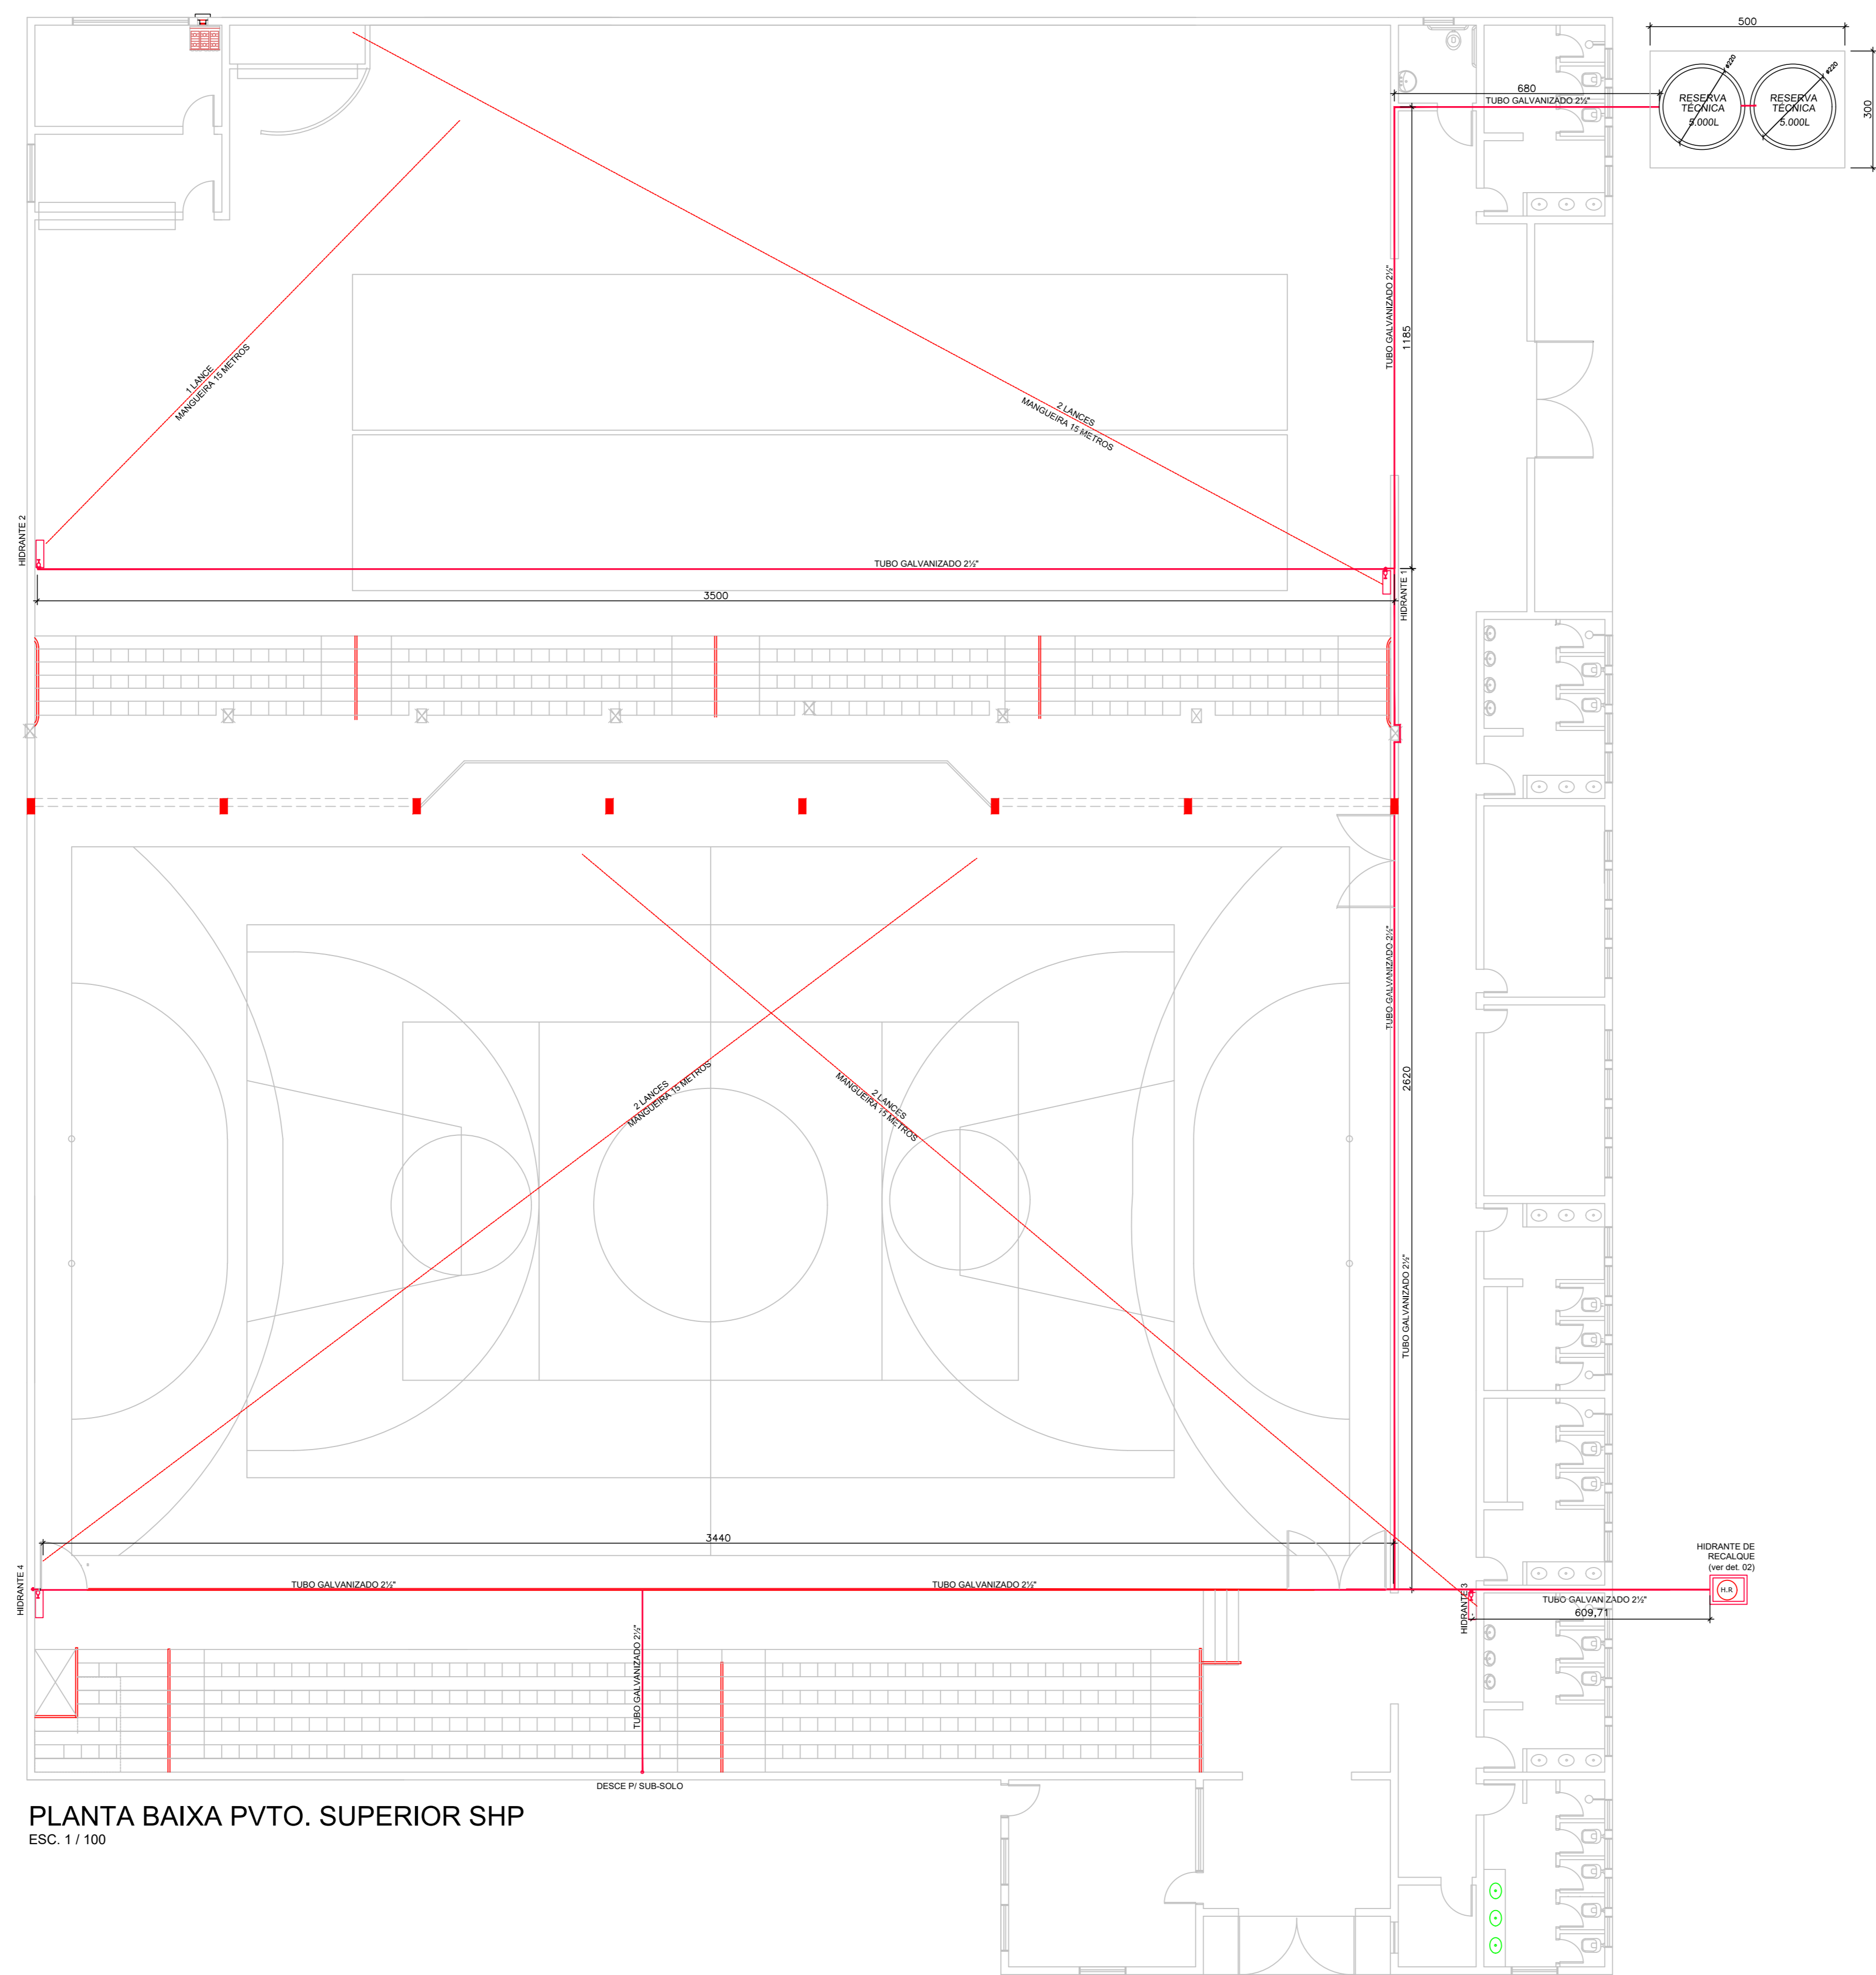 500
ø220
ø220
300
RESERVA
TÉCNICA
5.000L
RESERVA
TÉCNICA
5.000L
680
TUBO GALVANIZADO 2½"
TUBO GALVANIZADO 2½"
1185
1 LANCE
MANGUEIRA 15 METROS
2 LANCES
MANGUEIRA 15 METROS
HIDRANTE 2
TUBO GALVANIZADO 2½"
HIDRANTE 1
3500
TUBO GALVANIZADO 2½"
2620
2 LANCES
MANGUEIRA 15 METROS
2 LANCES
MANGUEIRA 15 METROS
TUBO GALVANIZADO 2½"
3440
HIDRANTE DE
RECALQUE
(ver det. 02)
H.R
HIDRANTE 4
TUBO GALVANIZADO 2½"
TUBO GALVANIZADO 2½"
HIDRANTE 3
TUBO GALVANIZADO 2½"
609,71
TUBO GALVANIZADO 2½"
DESCE P/ SUB-SOLO
PLANTA BAIXA PVTO. SUPERIOR SHP
ESC. 1 / 100